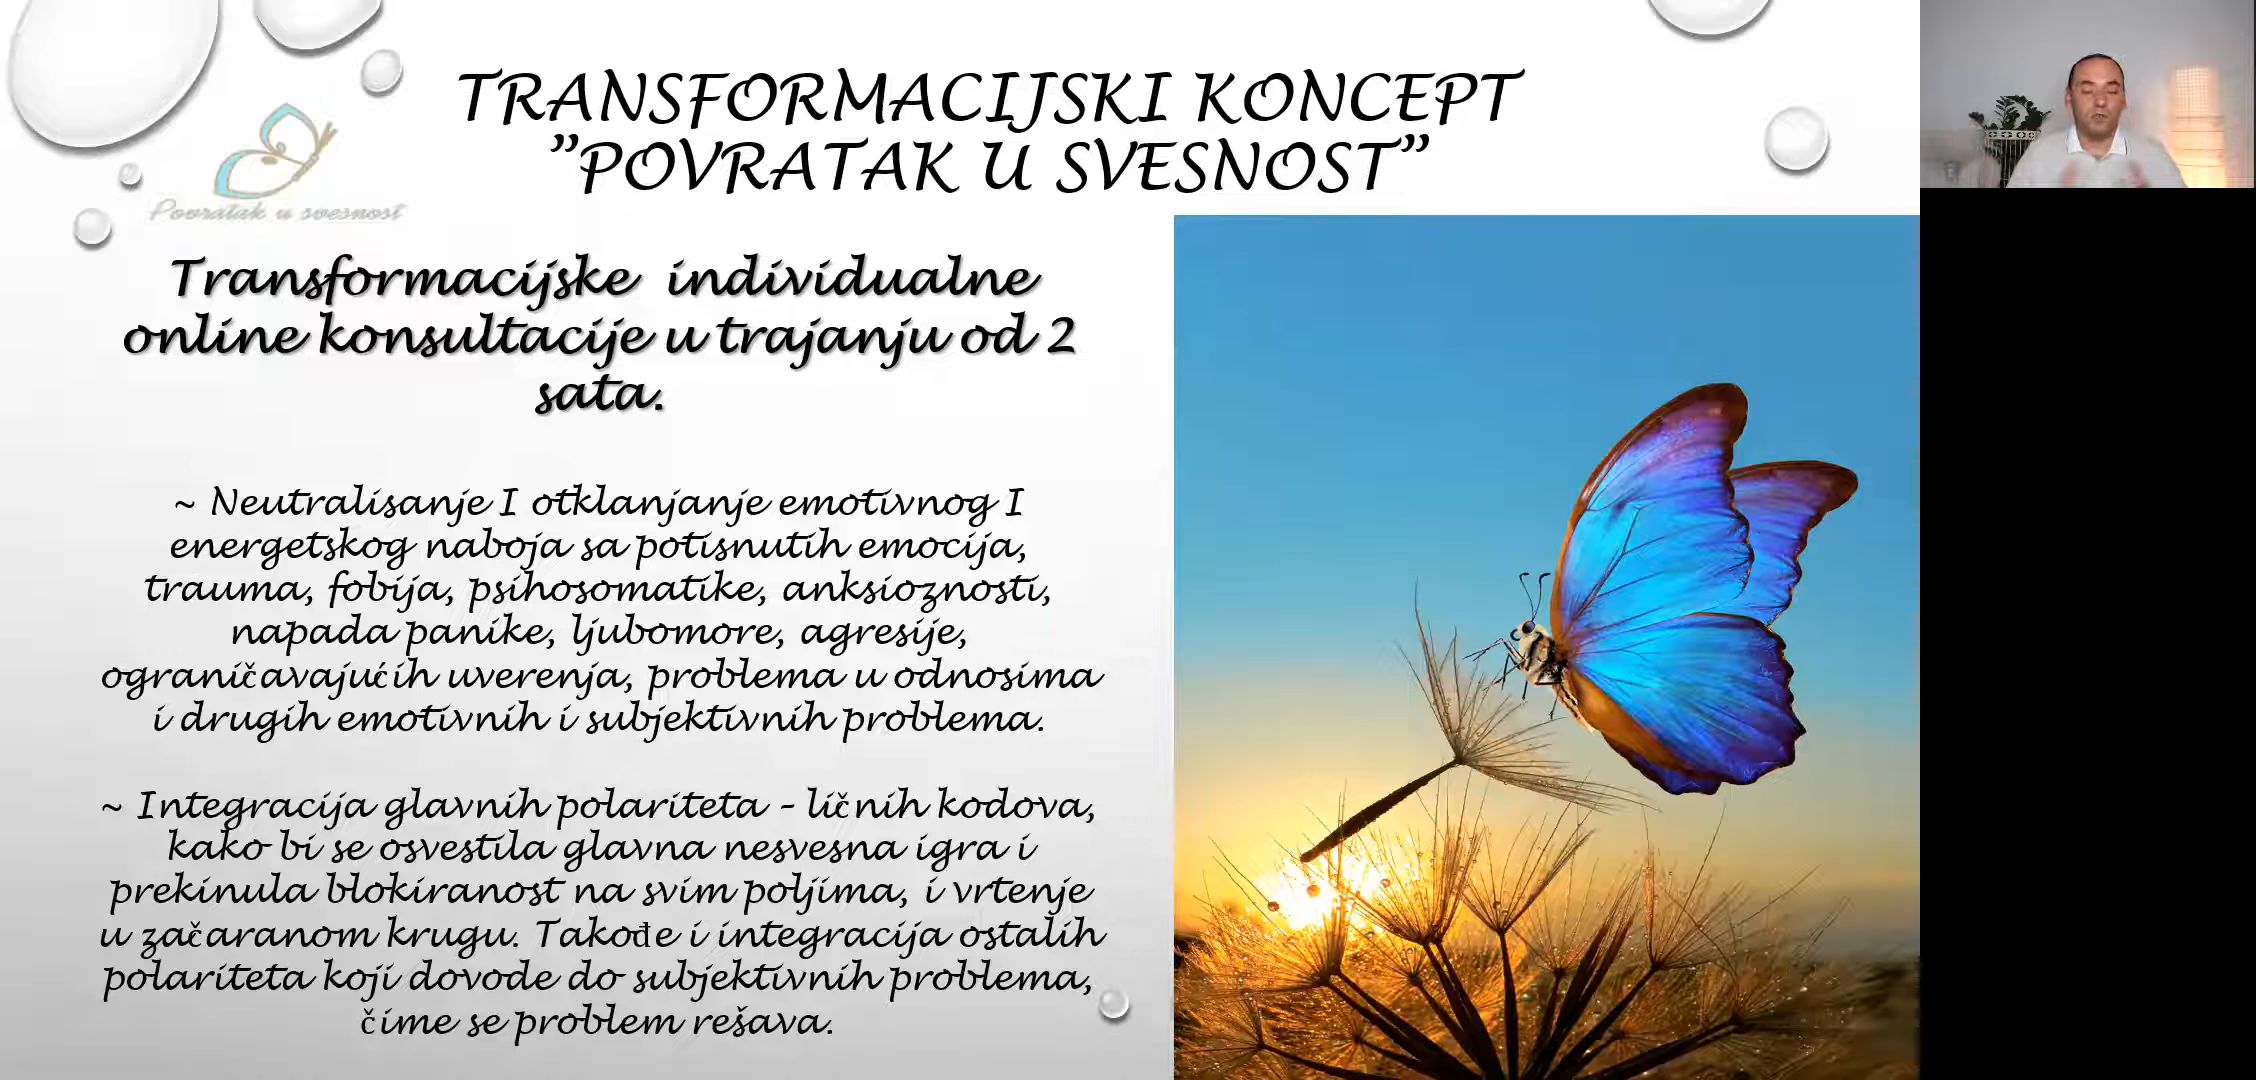 TRANSFORMACIJSKI KONCEPT
”POVRATAK U SVESNOST”
Povratak u svesnost
Transformacijske individualne
online konsultacije u trajanju od 2
sata.
~ Neutralisanje I otklanjanje emotivnog I
energetskog naboja sa potisnutih emocija,
trauma, fobija, psihosomatike, anksioznosti,
napada panike, ljubomore, agresije,
ograničavajućih uverenja, problema u odnosima
i drugih emotivnih i subjektivnih problema.
~ Integracija glavnih polariteta – ličnih kodova,
kako bi se osvestila glavna nesvesna igra i
prekinula blokiranost na svim poljima, i vrtenje
u začaranom krugu. Takođe i integracija ostalih
polariteta koji dovode do subjektivnih problema,
čime se problem rešava.